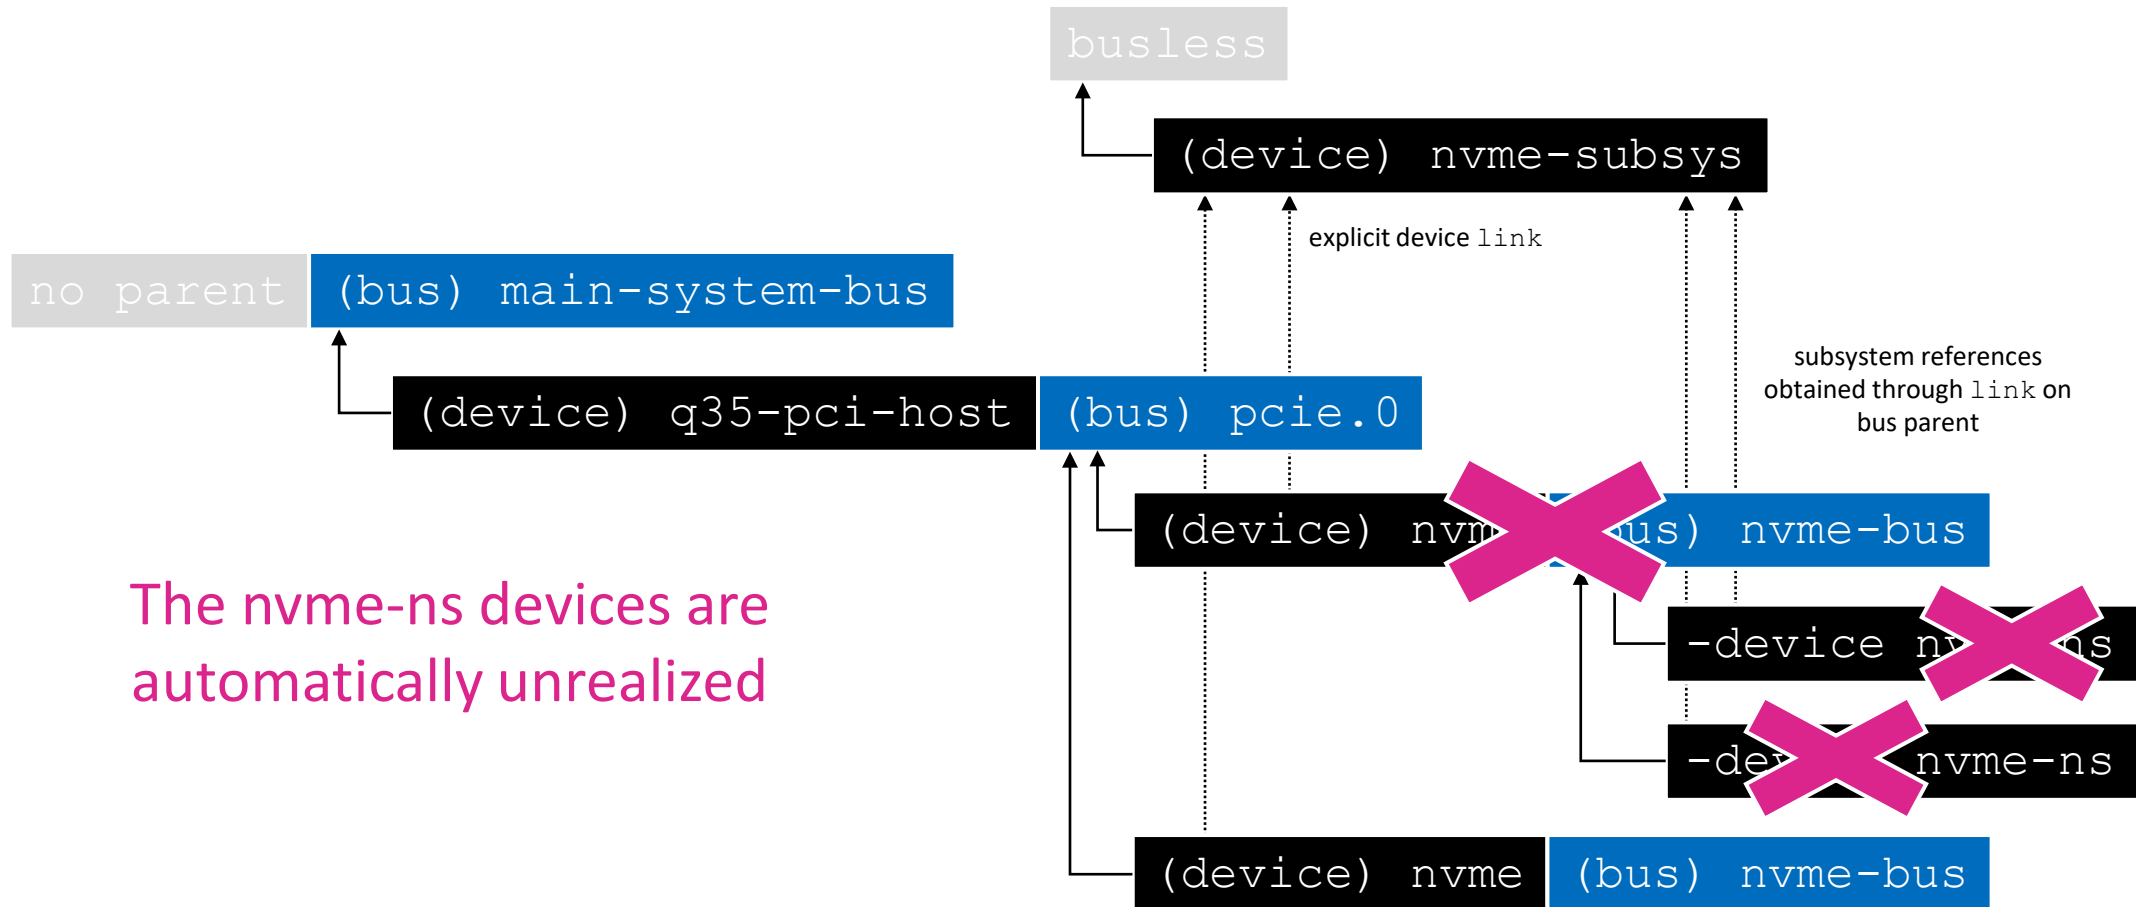 busless
(device) nvme-subsys
explicit device link
no parent (bus) main-system-bus
subsystem references
obtained through link on
bus parent
(device) q35-pci-host (bus) pcie.0
(device) nvme-bus
The nvme-ns devices are
automatically unrealized
-device
nvme-ns
(device) nvme (bus) nvme-bus